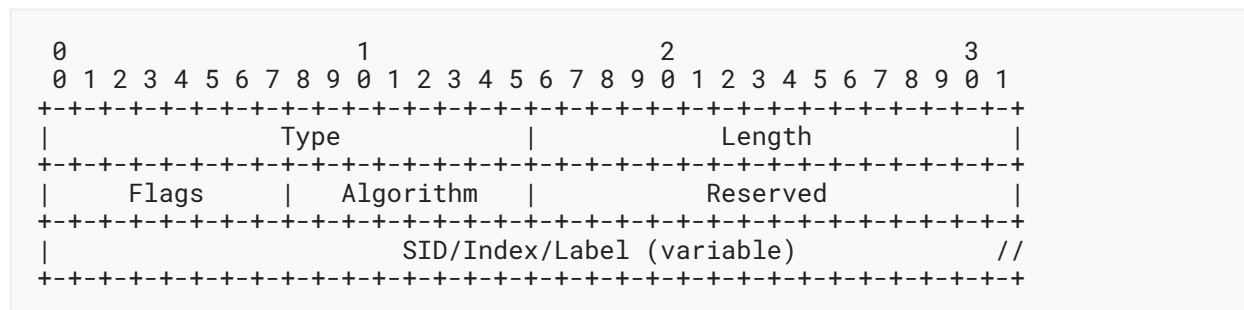 0                   1                   2                   3
 0 1 2 3 4 5 6 7 8 9 0 1 2 3 4 5 6 7 8 9 0 1 2 3 4 5 6 7 8 9 0 1
+-+-+-+-+-+-+-+-+-+-+-+-+-+-+-+-+-+-+-+-+-+-+-+-+-+-+-+-+-+-+-+-+
|               Type            |            Length             |
+-+-+-+-+-+-+-+-+-+-+-+-+-+-+-+-+-+-+-+-+-+-+-+-+-+-+-+-+-+-+-+-+
|     Flags     |   Algorithm   |           Reserved            |
+-+-+-+-+-+-+-+-+-+-+-+-+-+-+-+-+-+-+-+-+-+-+-+-+-+-+-+-+-+-+-+-+
|                       SID/Index/Label (variable)             //
+-+-+-+-+-+-+-+-+-+-+-+-+-+-+-+-+-+-+-+-+-+-+-+-+-+-+-+-+-+-+-+-+